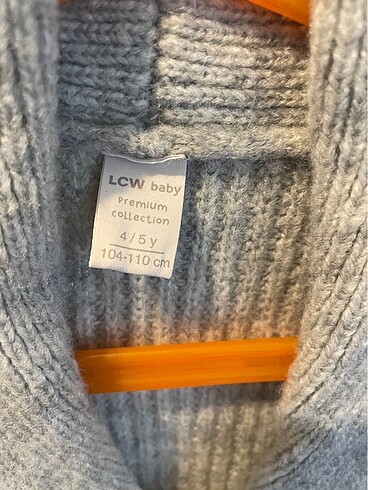 LCW baby
Premium
collection
4/5 y
104-110 cm